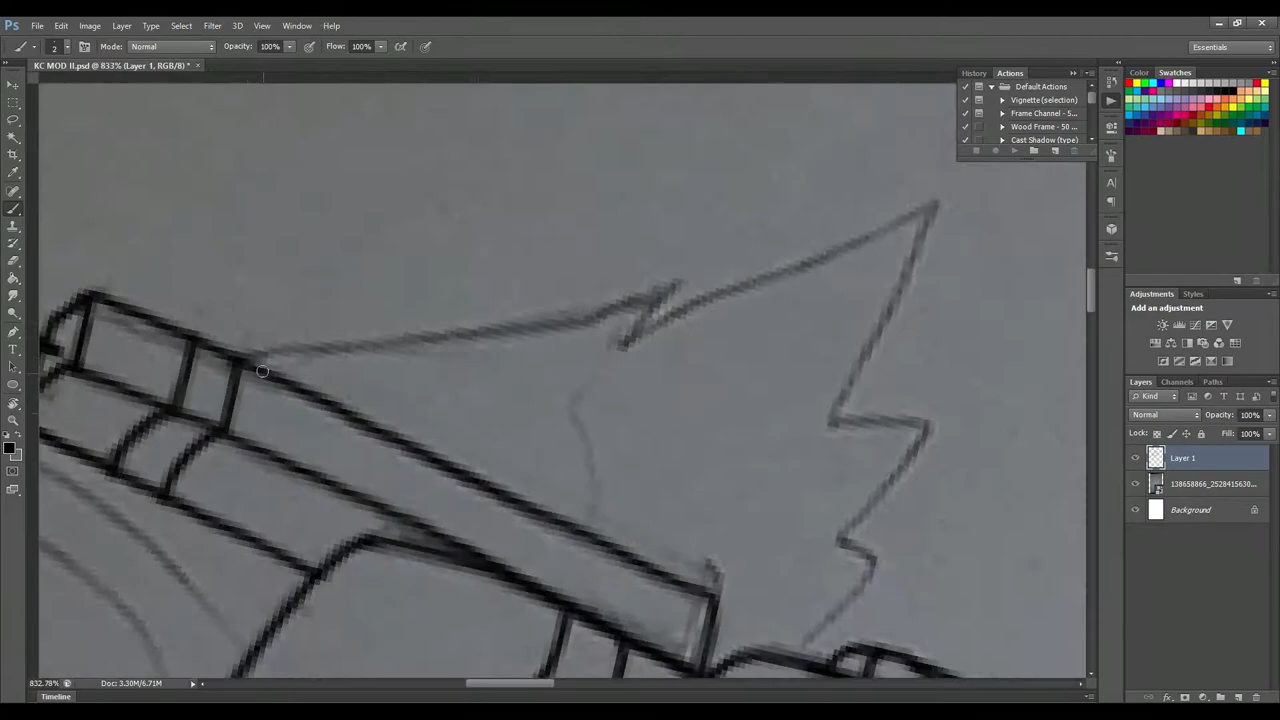 Ps File Edit Image Layer Type Select Filter 3D View Window Help
2 Mode: Normal Opacity: 100% Flow: 100% Essentials
KC MOD II.psd @ 833% (Layer 1, RGB/8) * ×
History Actions
Default Actions
Vignette (selection)
Frame Channel - 5...
Wood Frame - 50 ...
Cast Shadow (type)
Color Swatches
Adjustments Styles
Add an adjustment
Layers Channels Paths
Kind
Normal Opacity: 100%
Lock: Fill: 100%
Layer 1
138658866_2528415630...
Background
832.78% Doc: 3.30M/6.71M
Timeline